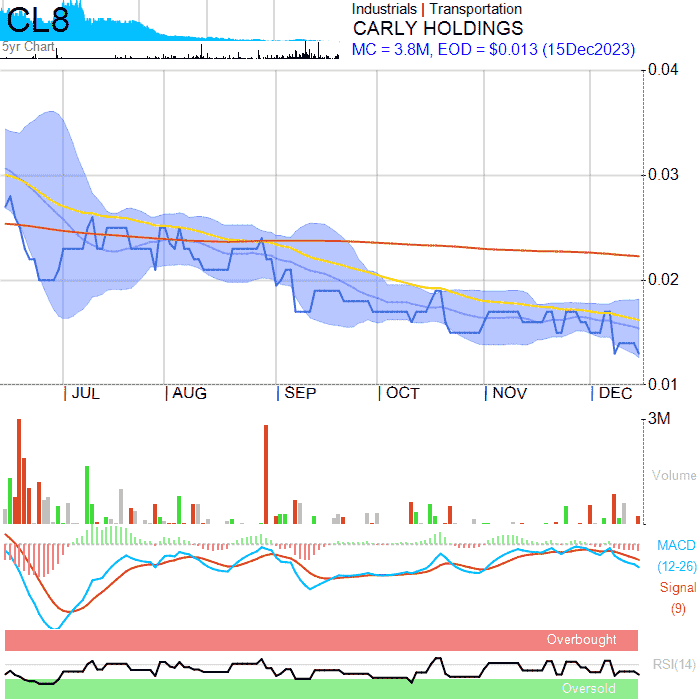 CL8
5yr Chart
Industrials | Transportation
CARLY HOLDINGS
MC = 3.8M, EOD = $0.013 (15Dec2023)
0.04
0.03
0.02
0.01
| JUL | AUG | SEP | OCT | NOV | DEC
3M
Volume
MACD
(12-26)
Signal
(9)
Overbought
RSI(14)
Oversold